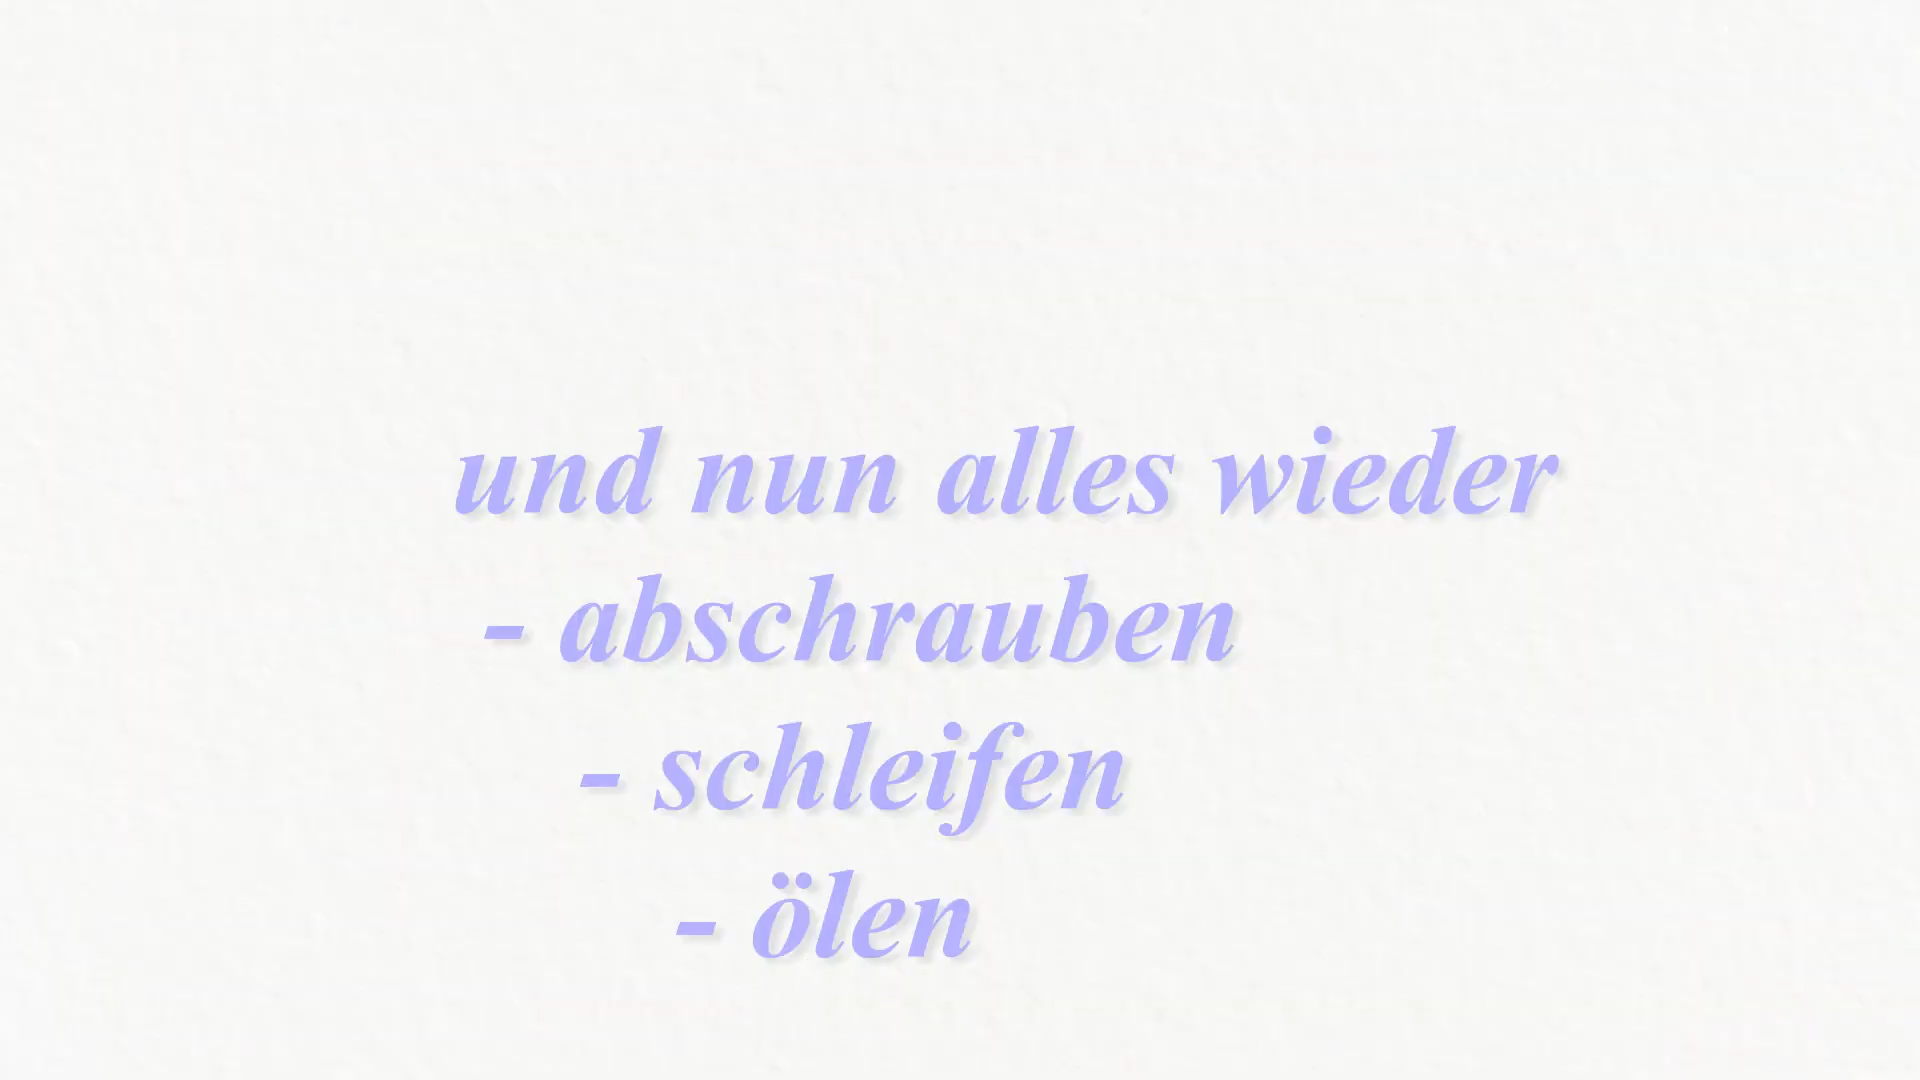 und nun alles wieder
- abschrauben
- schleifen
- ölen